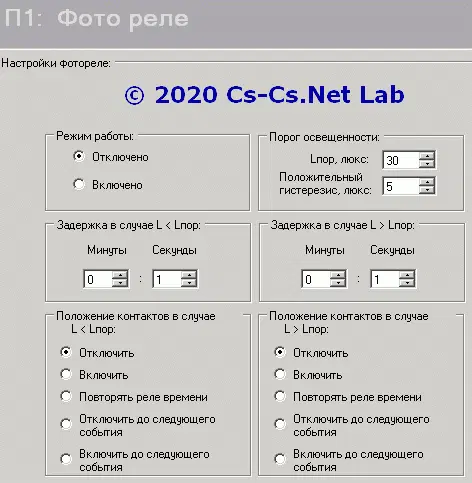 П1: Фото реле
Настройки фотореле:
© 2020 Cs-Cs.Net Lab
Режим работы:
Отключено
Включено
Порог освещенности:
Lпор, люкс:
30
Положительный
гистерезис, люкс:
5
Задержка в случае L < Lпор:
Минуты
Секунды
0
:
1
Задержка в случае L > Lпор:
Минуты
Секунды
0
:
1
Положение контактов в случае
L < Lпор:
Отключить
Включить
Повторять реле времени
Отключить до следующего
события
Включить до следующего
события
Положение контактов в случае
L > Lпор:
Отключить
Включить
Повторять реле времени
Отключить до следующего
события
Включить до следующего
события